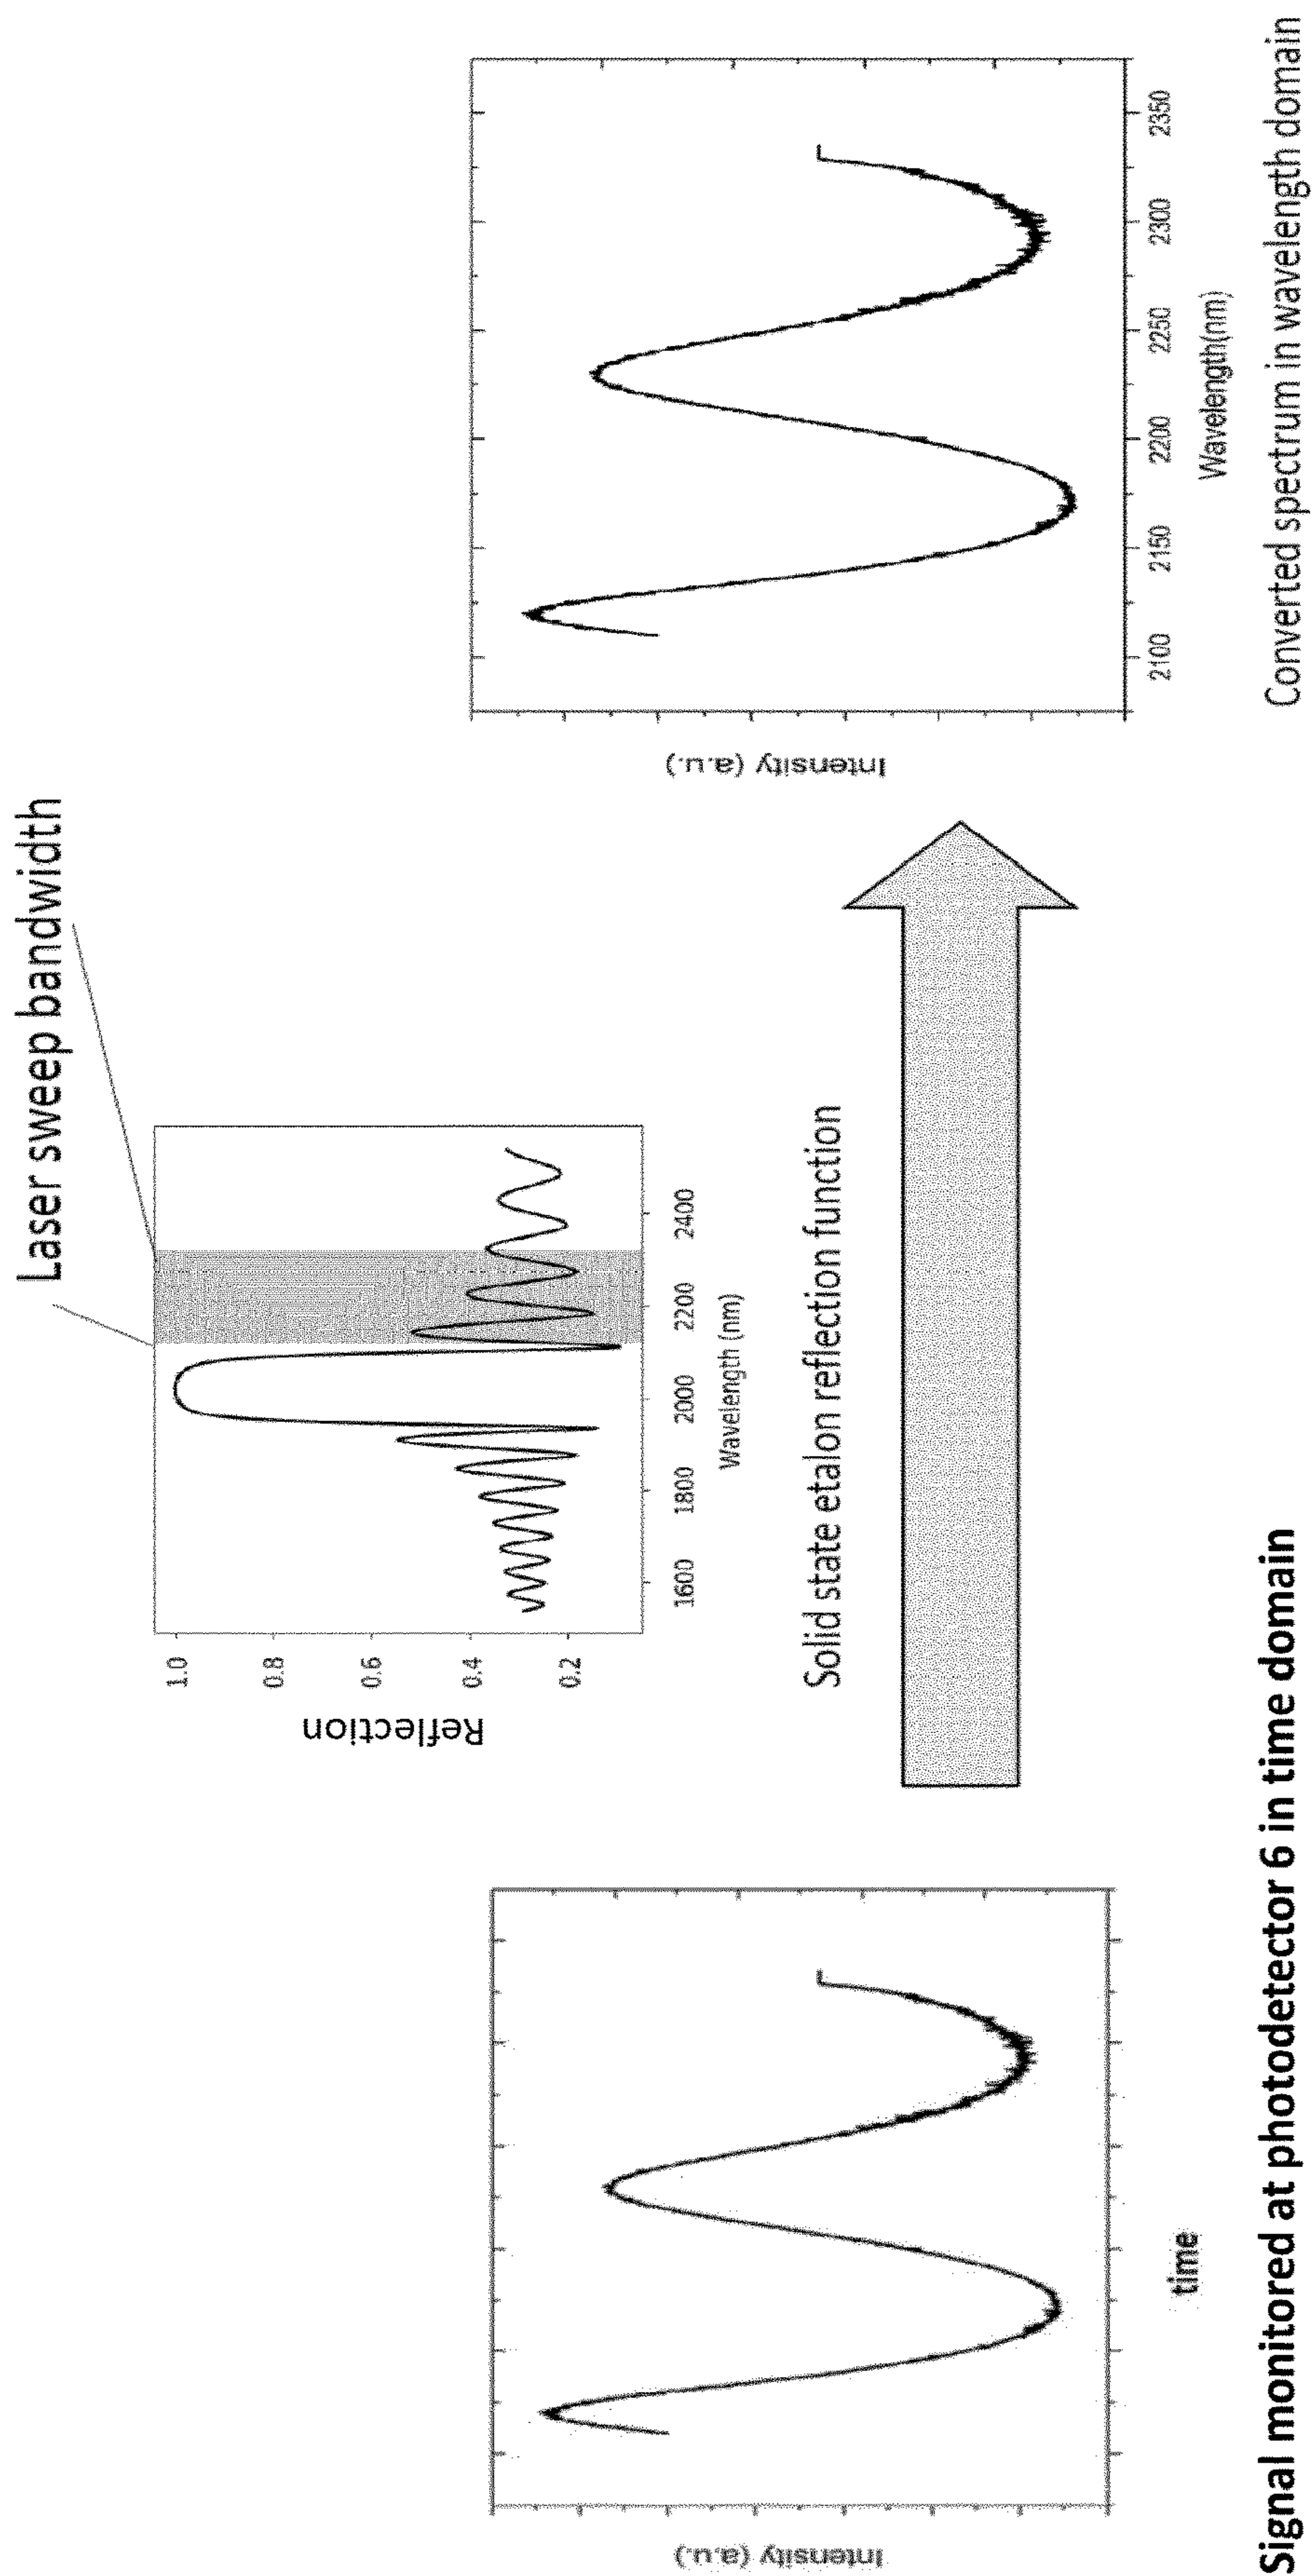 Laser sweep bandwidth
Reflection
1.0
0.8
0.6
0.4
0.2
1600
1800
2000
2200
2400
Wavelength (nm)
Solid state etalon reflection function
Intensity (a.u.)
time
Signal monitored at photodetector 6 in time domain
Intensity (a.u.)
2100
2150
2200
2250
2300
2350
Wavelength(nm)
Converted spectrum in wavelength domain